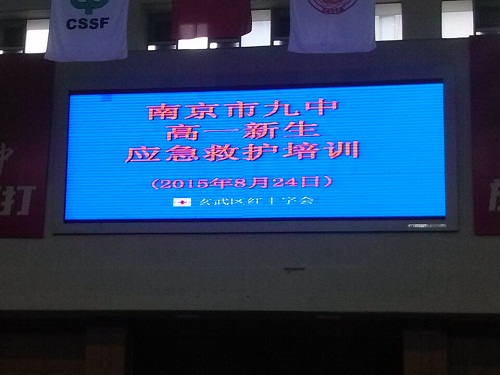 CSSF
南京市九中
高一新生
应急救护培训
（2015年8月24日）
玄武区红十字会
打